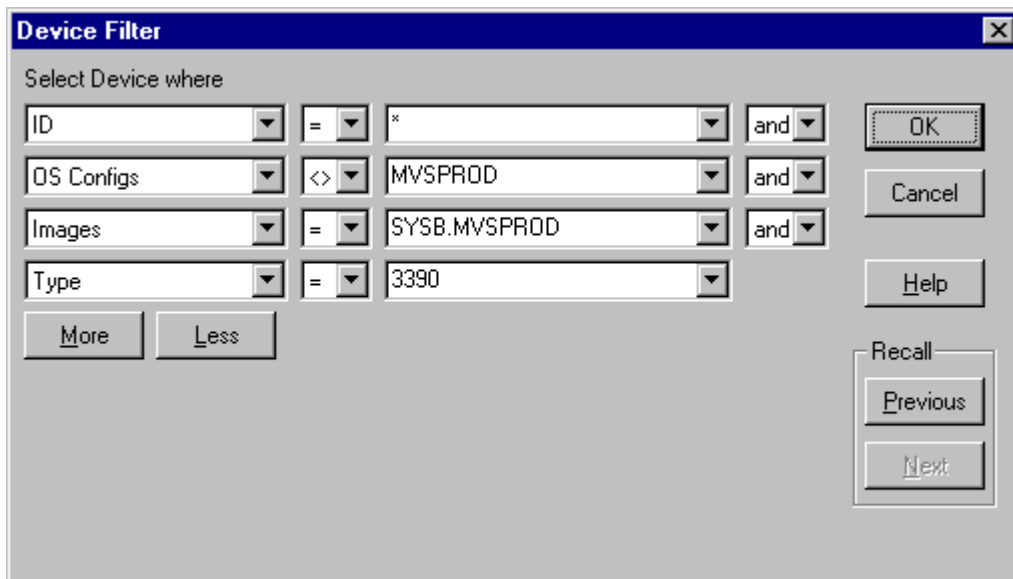 Device Filter
Select Device where
ID = * and OK
OS Configs <> MVSPROD and Cancel
Images = SYSB.MVSPROD and
Type = 3390 Help
More Less
Recall
Previous
Next